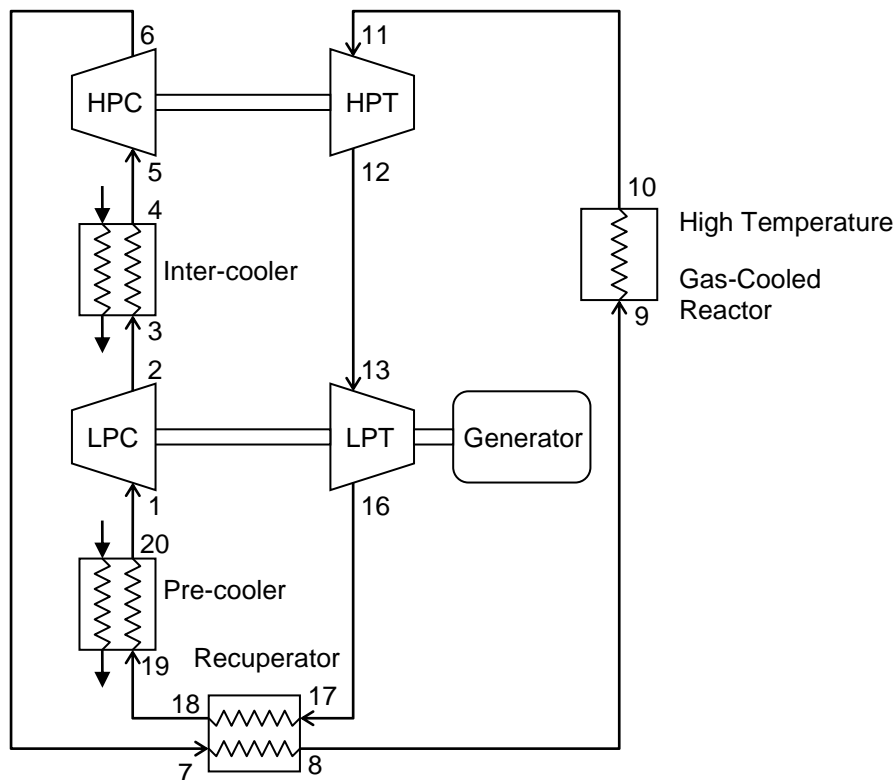 6
11
HPC
HPT
5
12
4
10
Inter-cooler
High Temperature
Gas-Cooled
Reactor
3
9
2
13
LPC
LPT
Generator
1
16
20
Pre-cooler
19
Recuperator
18
17
7
8